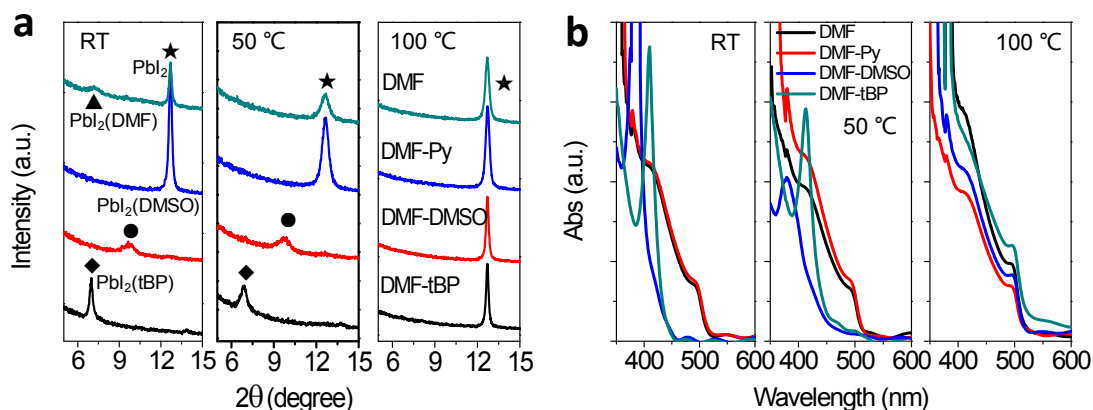 a
RT
PbI₂
PbI₂(DMF)
PbI₂(DMSO)
PbI₂(tBP)
50 ℃
100 ℃
DMF
DMF-Py
DMF-DMSO
DMF-tBP
Intensity (a.u.)
6 9 12 15
6 9 12 15
6 9 12 15
2θ (degree)
b
RT
DMF
DMF-Py
DMF-DMSO
DMF-tBP
50 ℃
100 ℃
Abs (a.u.)
400 500 600
400 500 600
400 500 600
Wavelength (nm)